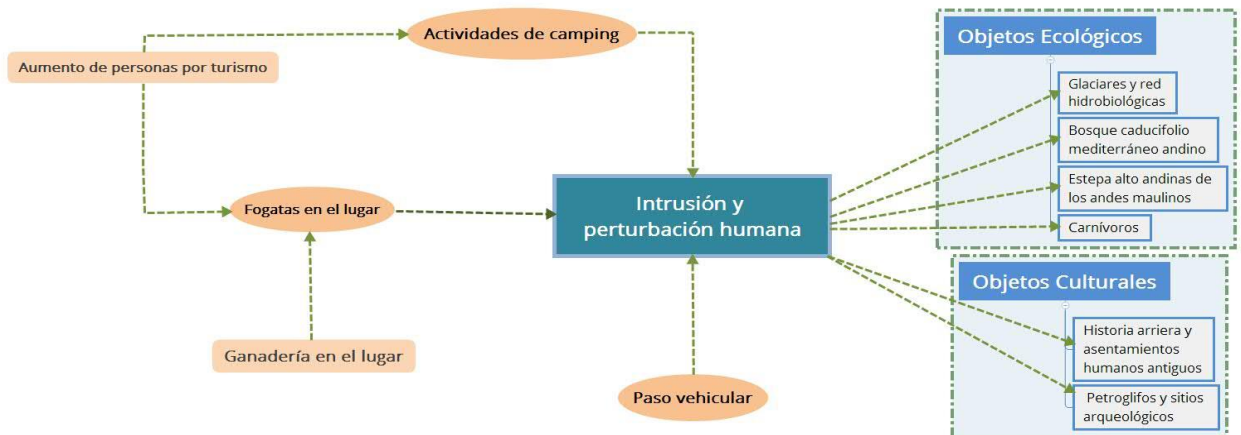 Aumento de personas por turismo
Actividades de camping
Fogatas en el lugar
Ganadería en el lugar
Intrusión y
perturbación humana
Paso vehicular
Objetos Ecológicos
Glaciares y red
hidrobiológicas
Bosque caducifolio
mediterráneo andino
Estepa alto andinas de
los andes maulinos
Carnívoros
Objetos Culturales
Historia arriera y
asentamientos
humanos antiguos
Petroglifos y sitios
arqueológicos